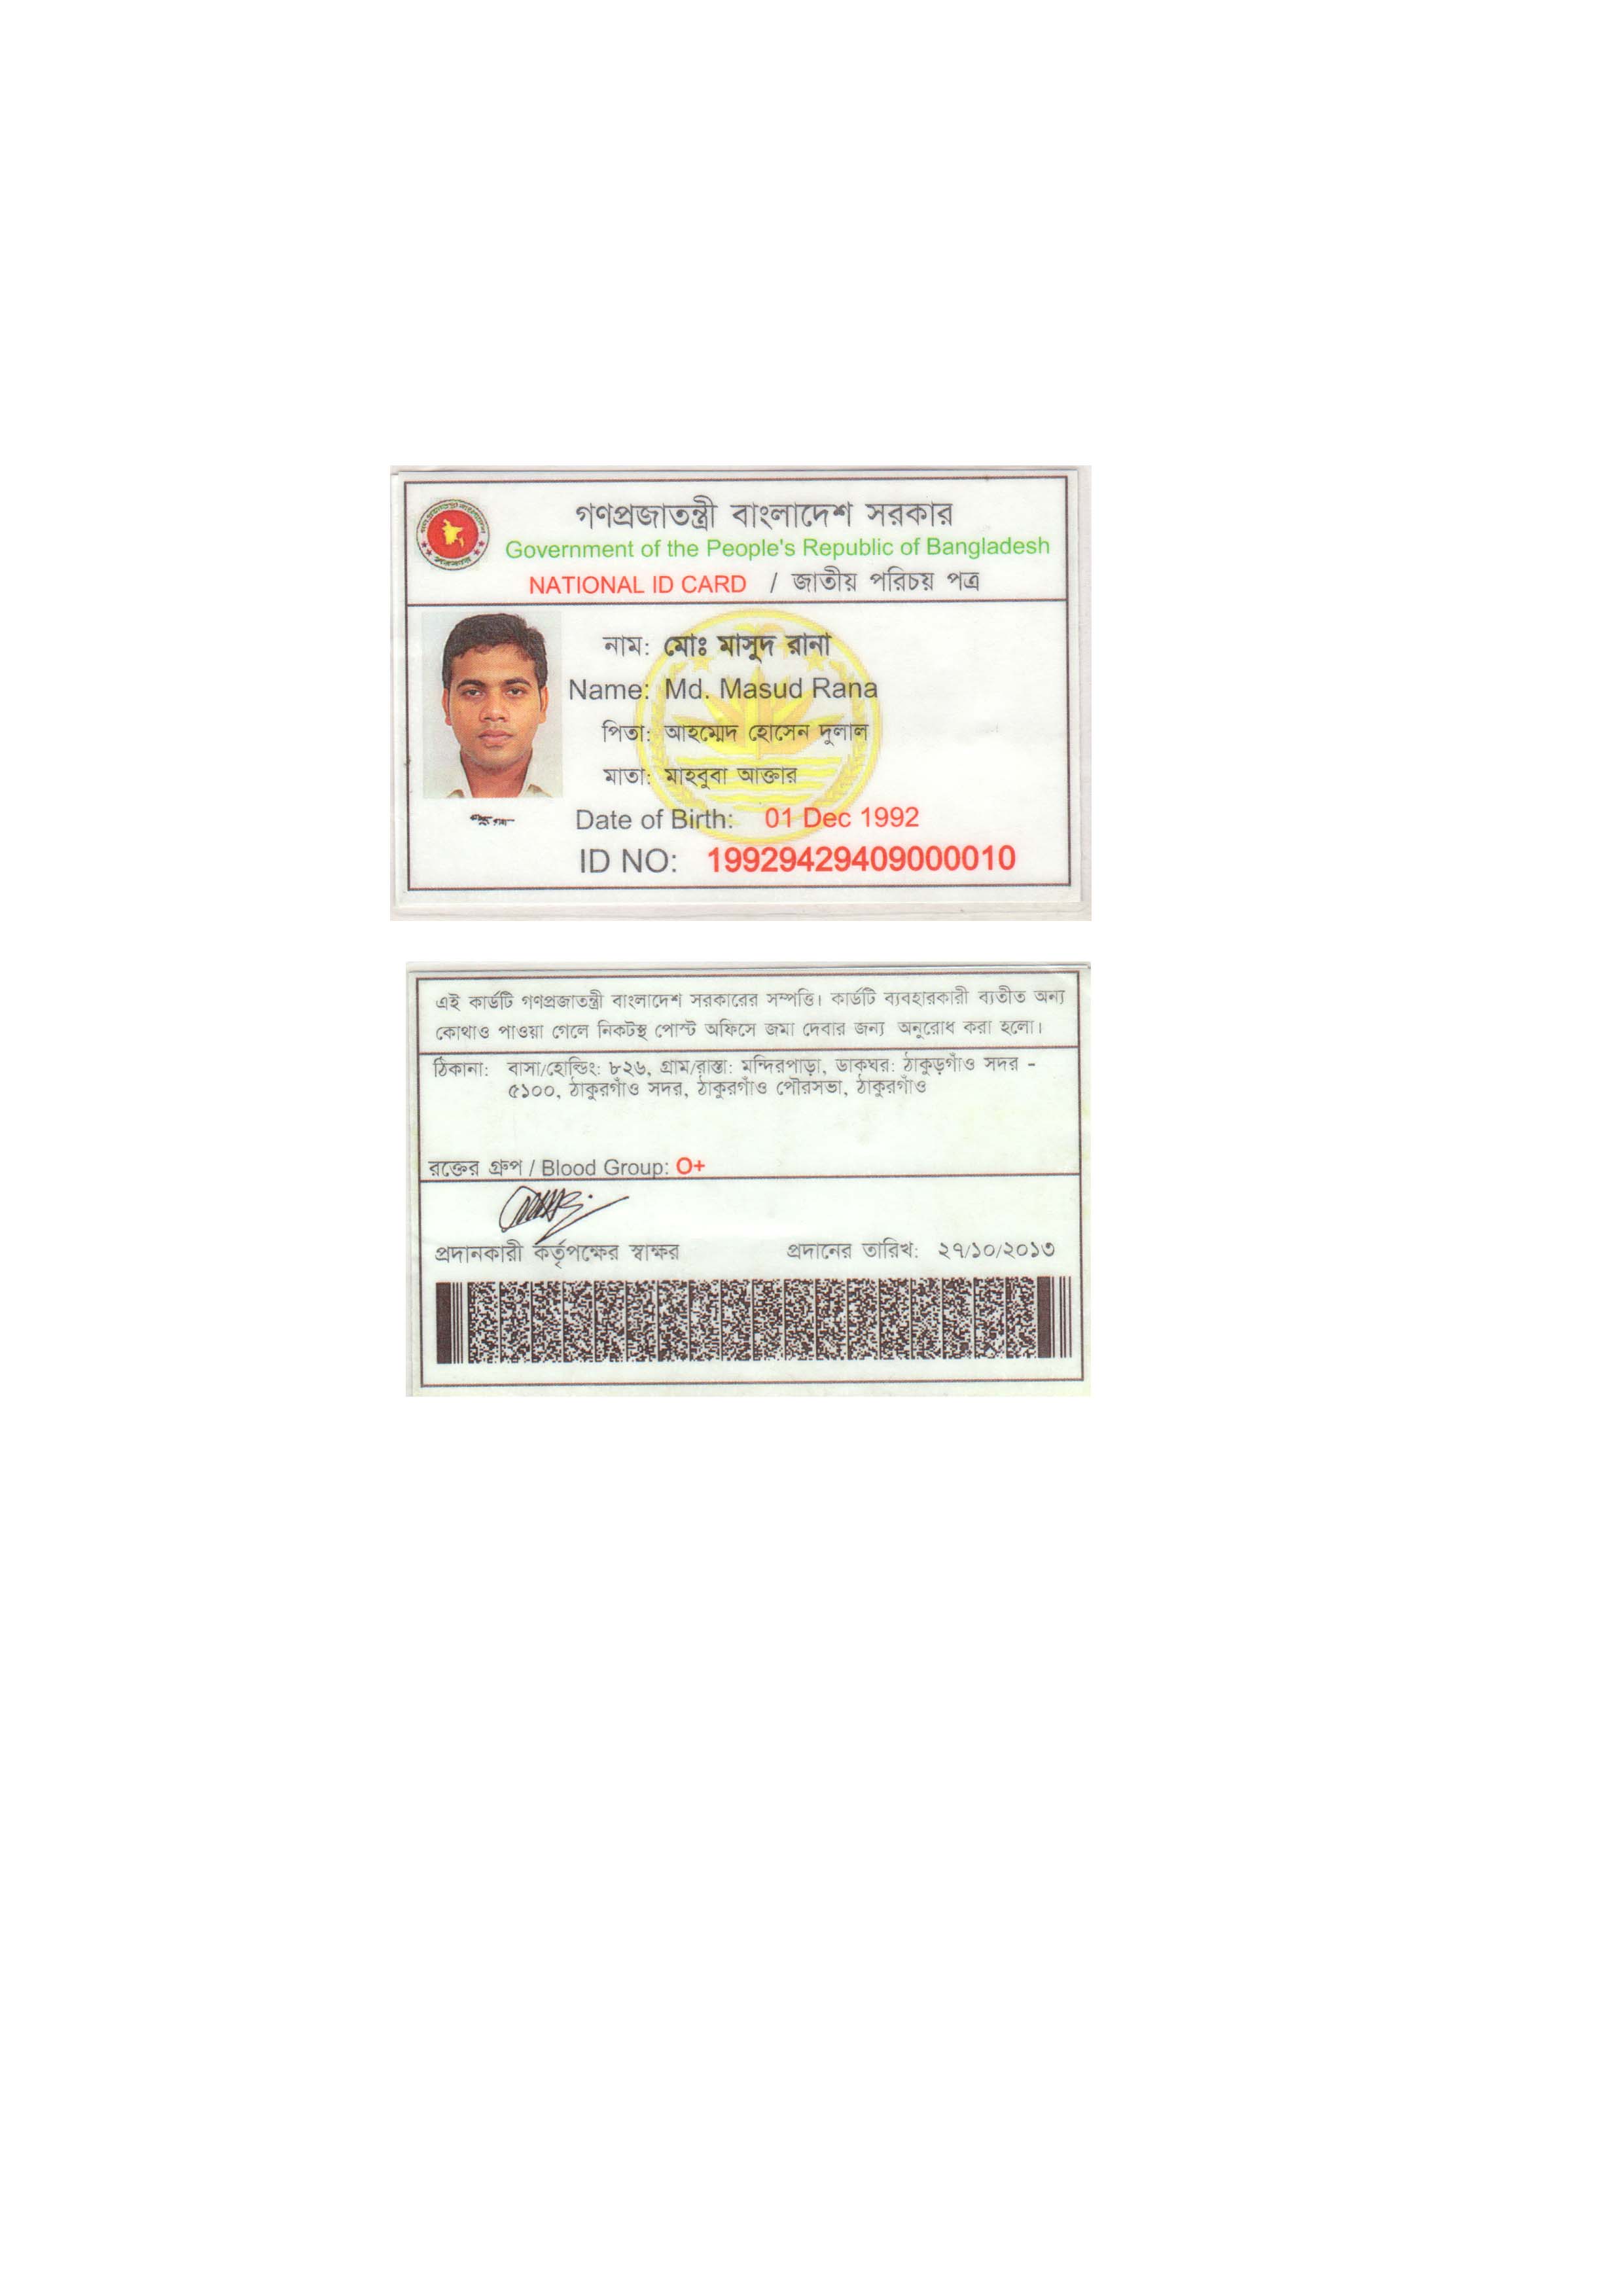 গণপ্রজাতন্ত্রী বাংলাদেশ সরকার
Government of the People's Republic of Bangladesh
NATIONAL ID CARD / জাতীয় পরিচয় পত্র
নাম: মোঃ মাসুদ রানা
Name: Md. Masud Rana
পিতা: আহম্মেদ হোসেন দুলাল
মাতা: মাহবুবা আক্তার
Date of Birth: 01 Dec 1992
ID NO: 19929429409000010
এই কার্ডটি গণপ্রজাতন্ত্রী বাংলাদেশ সরকারের সম্পত্তি। কার্ডটি ব্যবহারকারী ব্যতীত অন্য
কোথাও পাওয়া গেলে নিকটস্থ পোস্ট অফিসে জমা দেবার জন্য অনুরোধ করা হলো।
ঠিকানা: বাসা/হোল্ডিং: ৮২৬, গ্রাম/রাস্তা: মন্দিরপাড়া, ডাকঘর: ঠাকুড়গাঁও সদর -
৫১০০, ঠাকুরগাঁও সদর, ঠাকুরগাঁও পৌরসভা, ঠাকুরগাঁও
রক্তের গ্রুপ / Blood Group: O+
প্রদানকারী কর্তৃপক্ষের স্বাক্ষর প্রদানের তারিখ: ২৭/১০/২০১৩